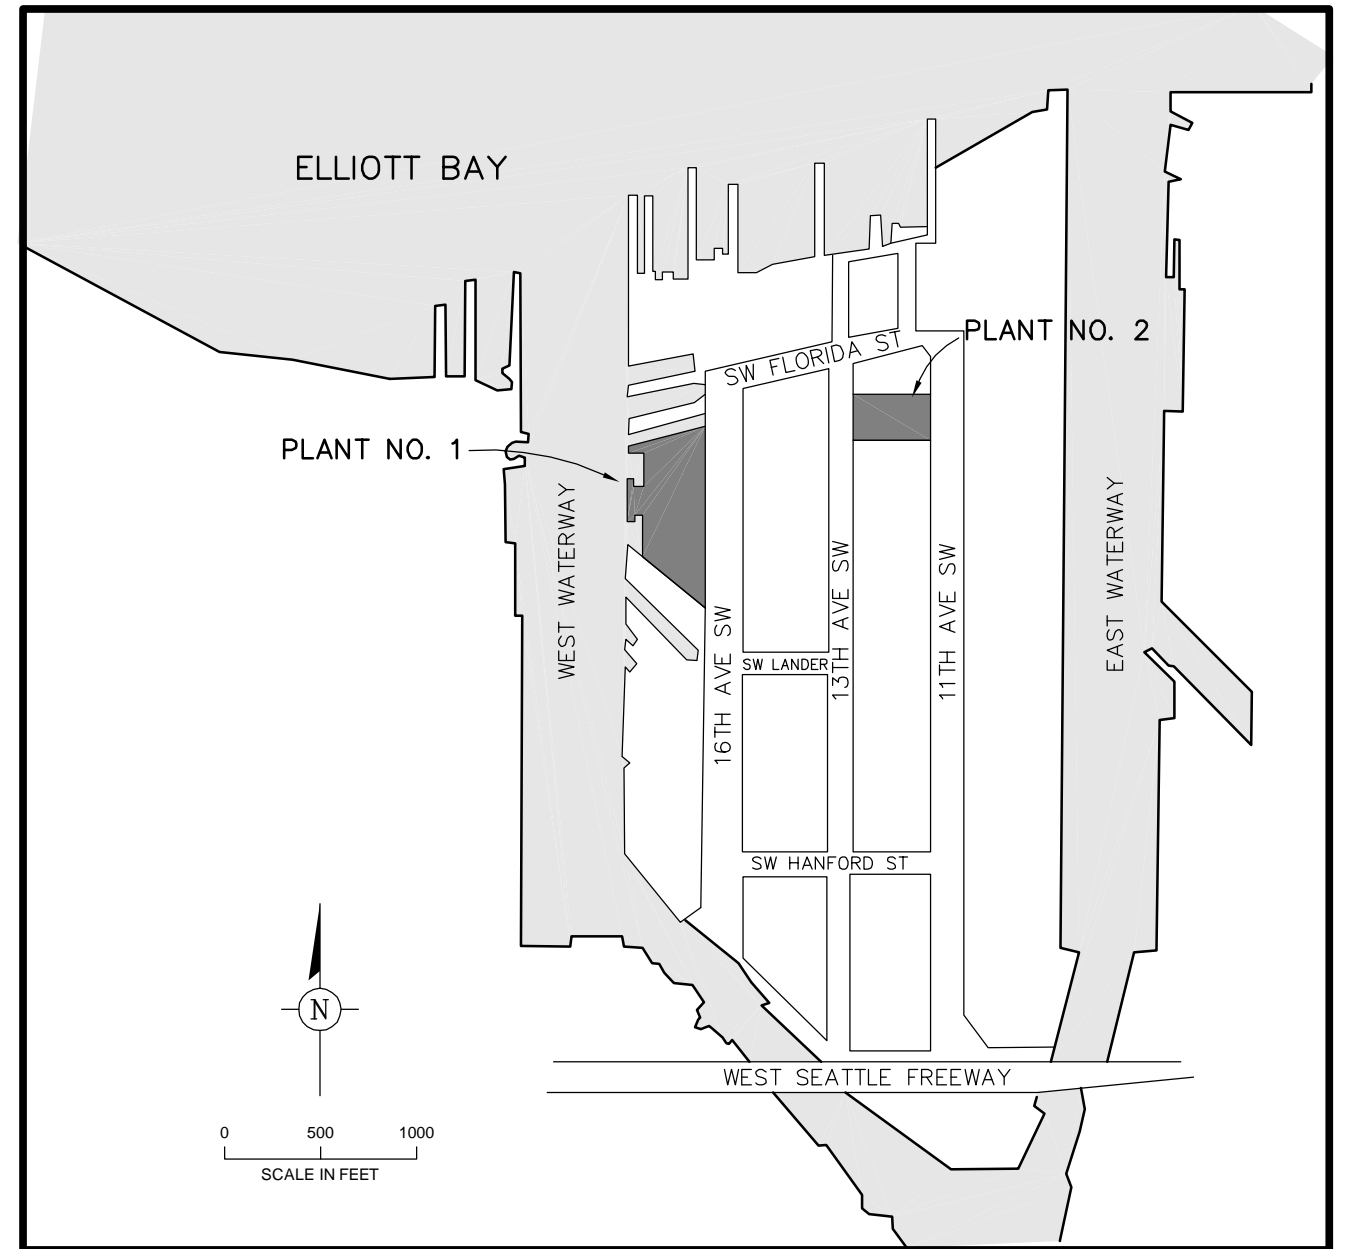 ELLIOTT BAY
PLANT NO. 2
SW FLORIDA ST
PLANT NO. 1
WEST WATERWAY
EAST WATERWAY
16TH AVE SW
13TH AVE SW
11TH AVE SW
SW LANDER
SW HANFORD ST
N
WEST SEATTLE FREEWAY
0 500 1000
SCALE IN FEET